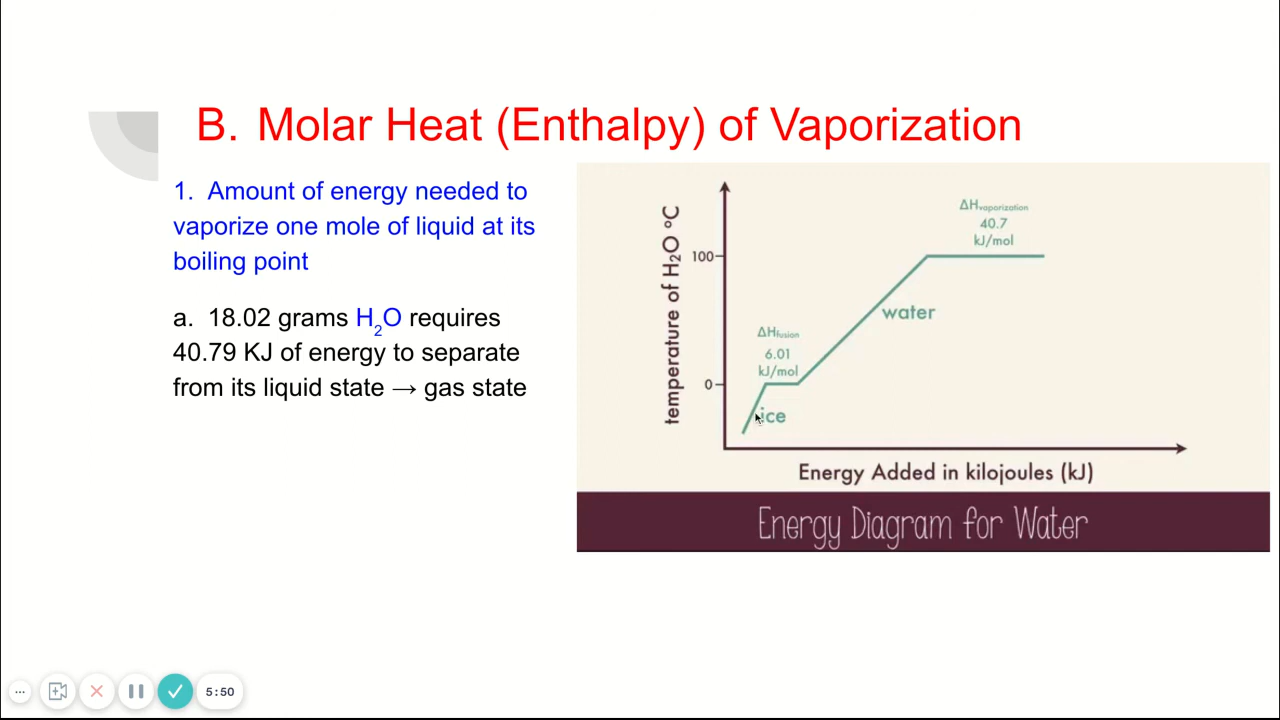 B. Molar Heat (Enthalpy) of Vaporization
1. Amount of energy needed to
vaporize one mole of liquid at its
boiling point
a. 18.02 grams H₂O requires
40.79 KJ of energy to separate
from its liquid state → gas state
temperature of H₂O °C
100
0
ΔHvaporization
40.7
kJ/mol
water
ΔHfusion
6.01
kJ/mol
ice
Energy Added in kilojoules (kJ)
Energy Diagram for Water
5:50